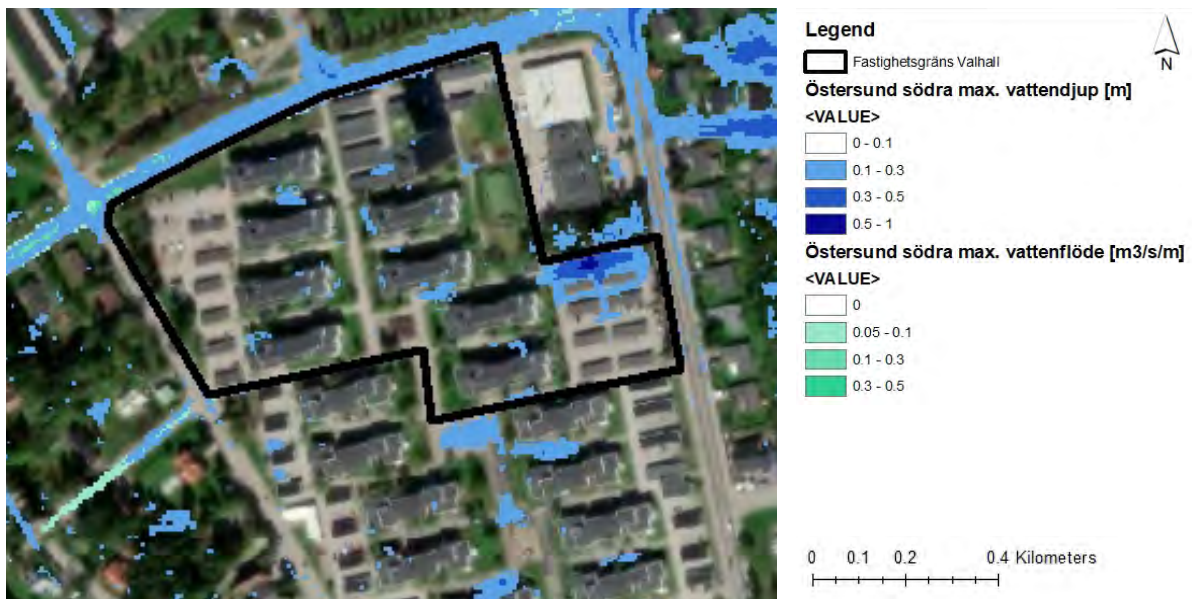 Legend
N
Fastighetsgräns Valhall
Östersund södra max. vattendjup [m]
<VALUE>
0 - 0.1
0.1 - 0.3
0.3 - 0.5
0.5 - 1
Östersund södra max. vattenflöde [m3/s/m]
<VALUE>
0
0.05 - 0.1
0.1 - 0.3
0.3 - 0.5
0 0.1 0.2 0.4 Kilometers